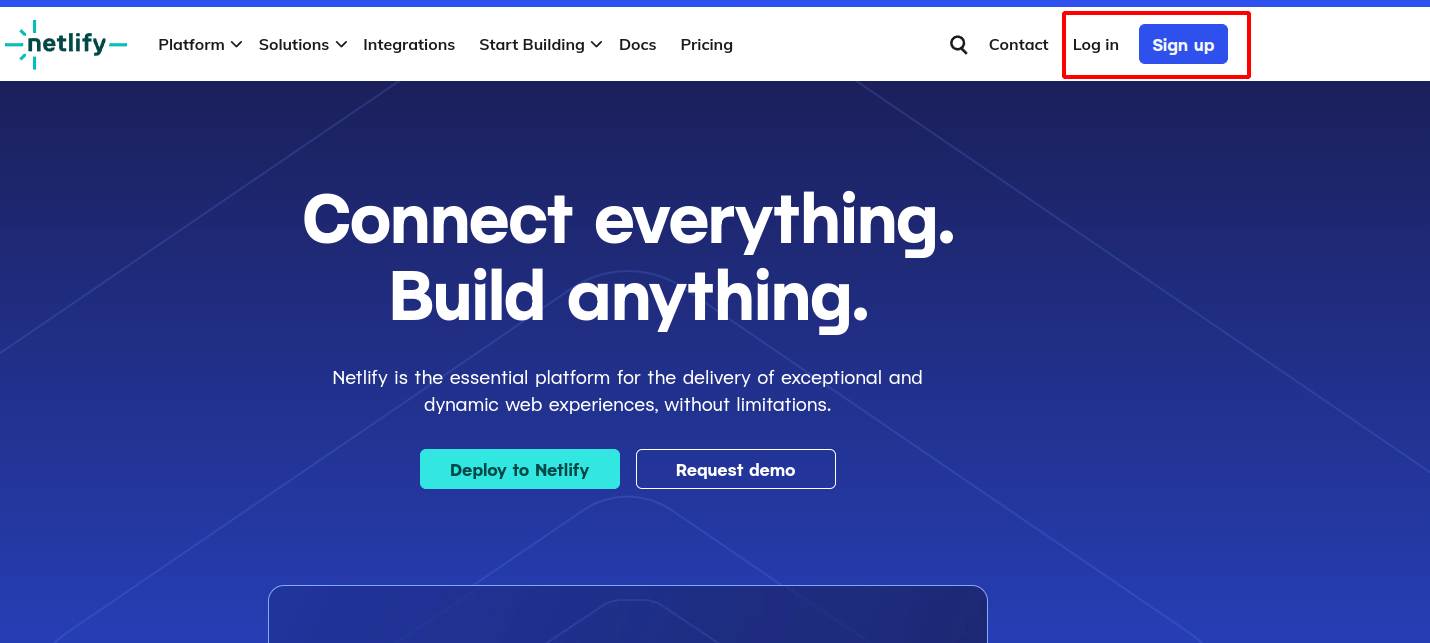 netlify Platform Solutions Integrations Start Building Docs Pricing Contact Log in Sign up
Connect everything.
Build anything.
Netlify is the essential platform for the delivery of exceptional and
dynamic web experiences, without limitations.
Deploy to Netlify Request demo